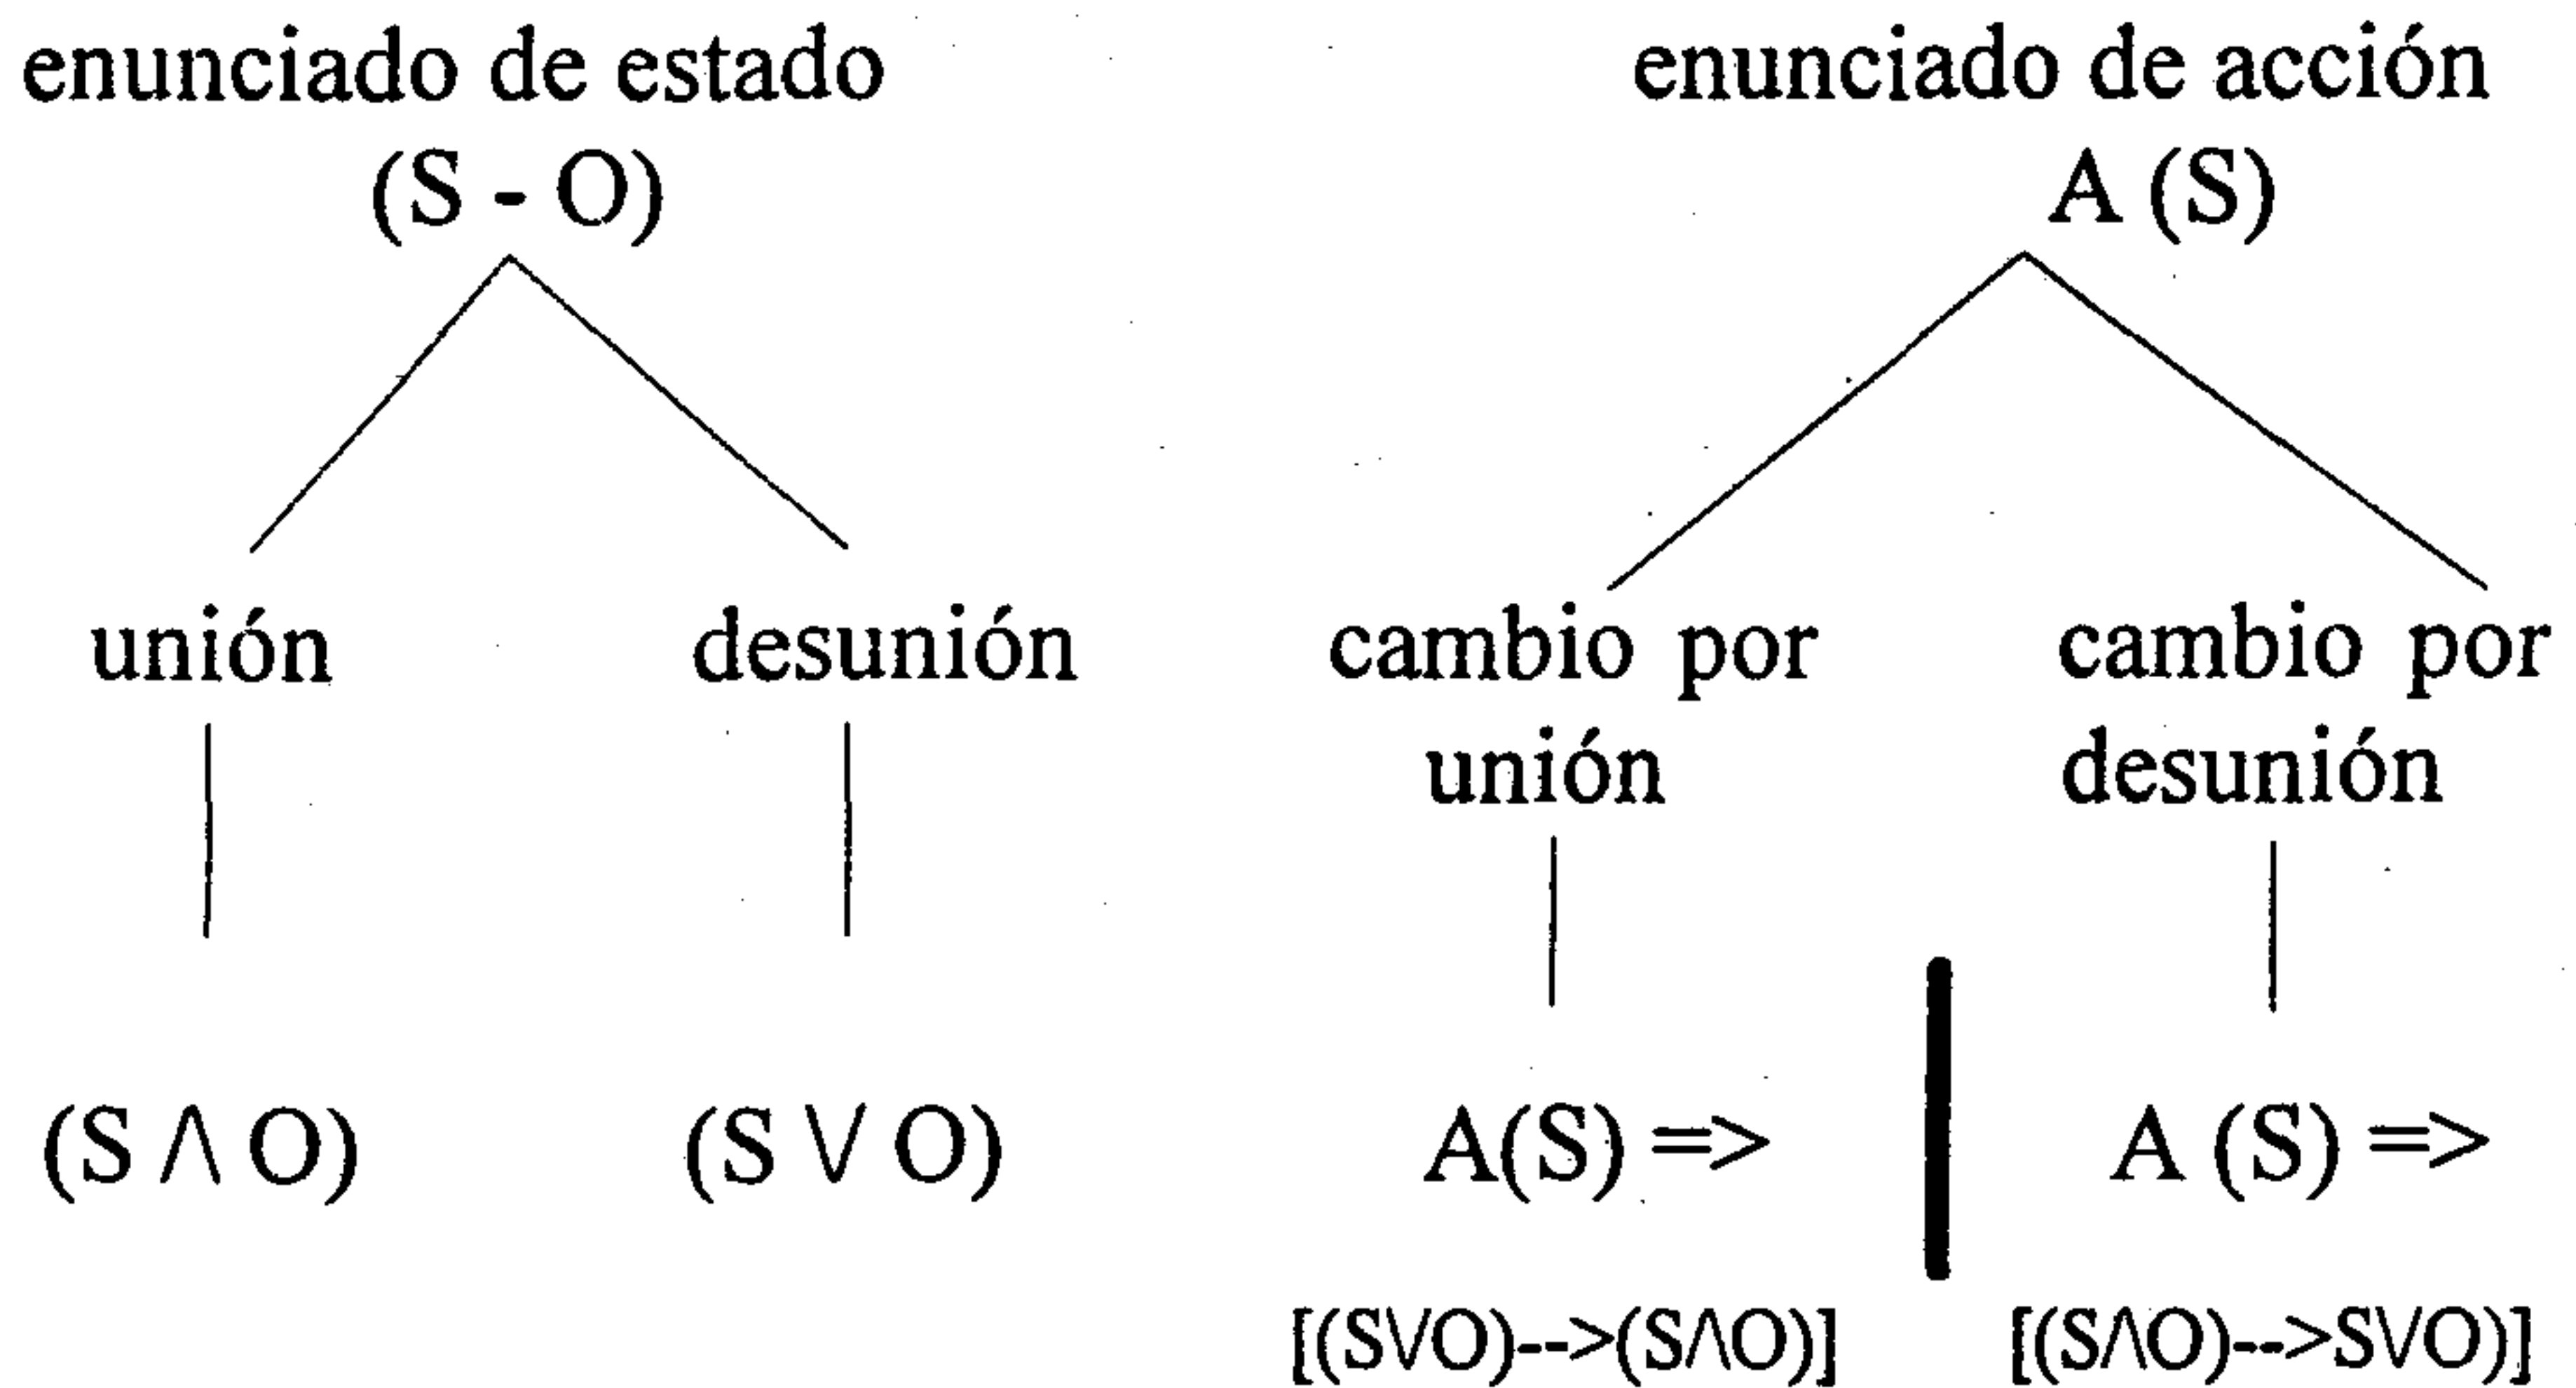 enunciado de estado
(S - O)
unión
desunión
(S /\ O)
(S \/ O)
enunciado de acción
A (S)
cambio por
unión
cambio por
desunión
A(S) =>
[(S\/O)-->(S/\O)]
A (S) =>
[(S/\O)-->S\/O)]